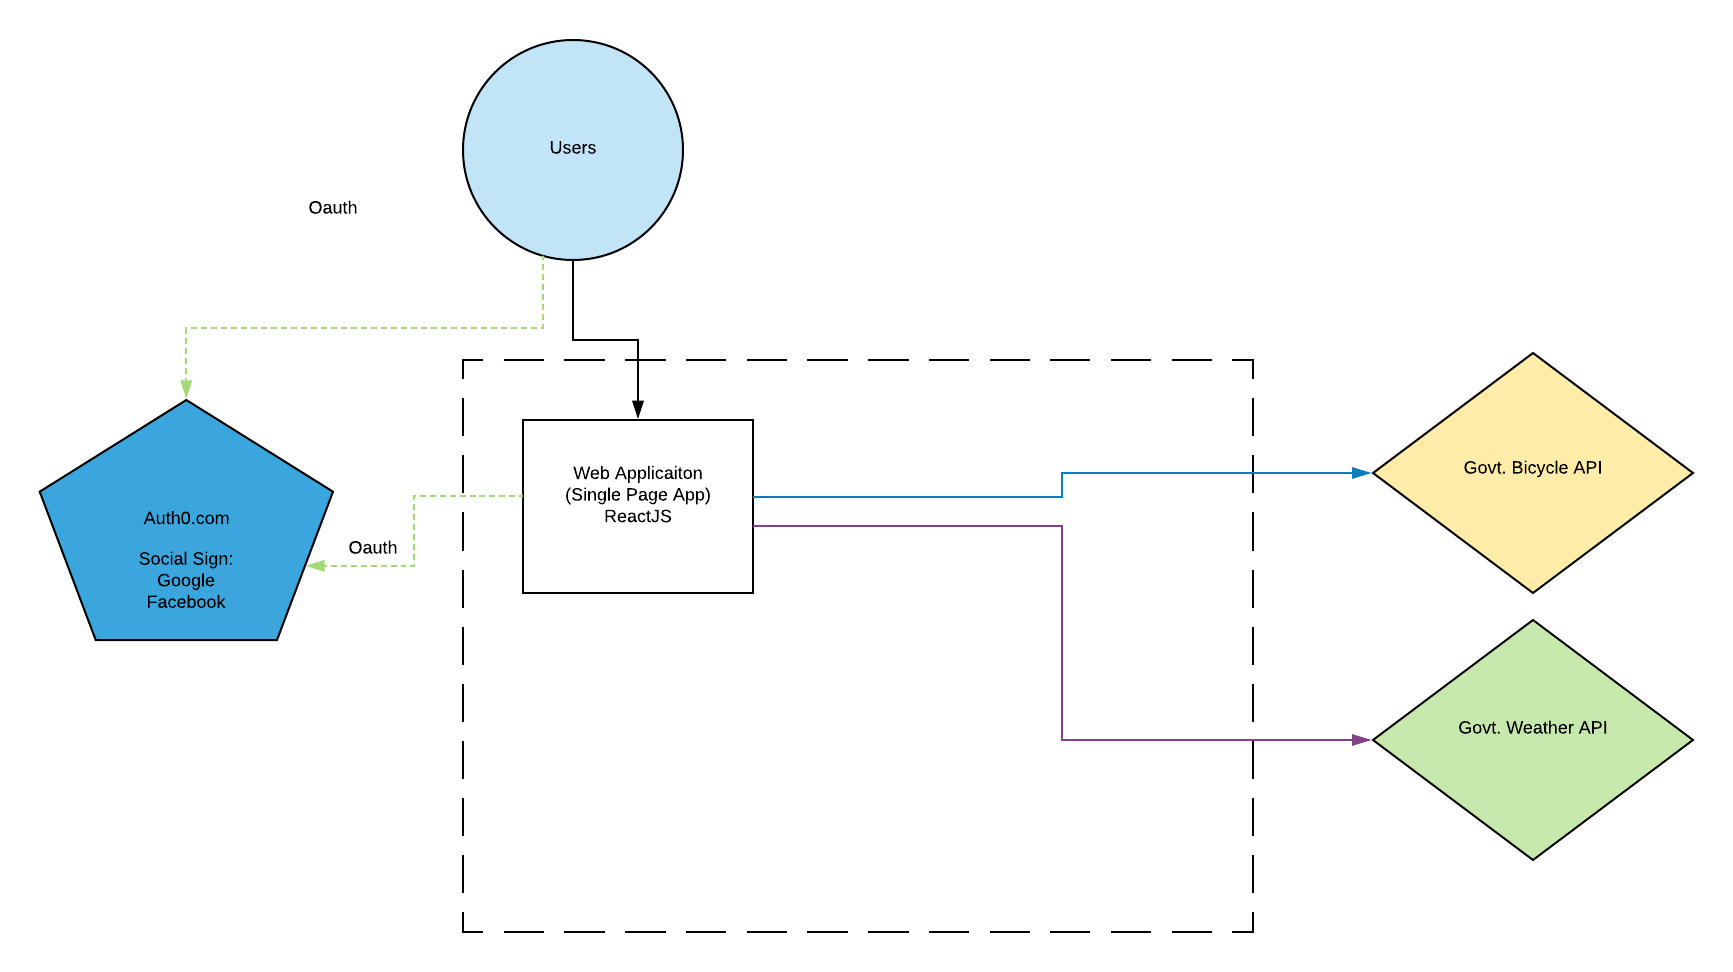 Users
Oauth
Web Applicaiton
(Single Page App)
ReactJS
Govt. Bicycle API
Auth0.com
Oauth
Social Sign:
Google
Facebook
Govt. Weather API